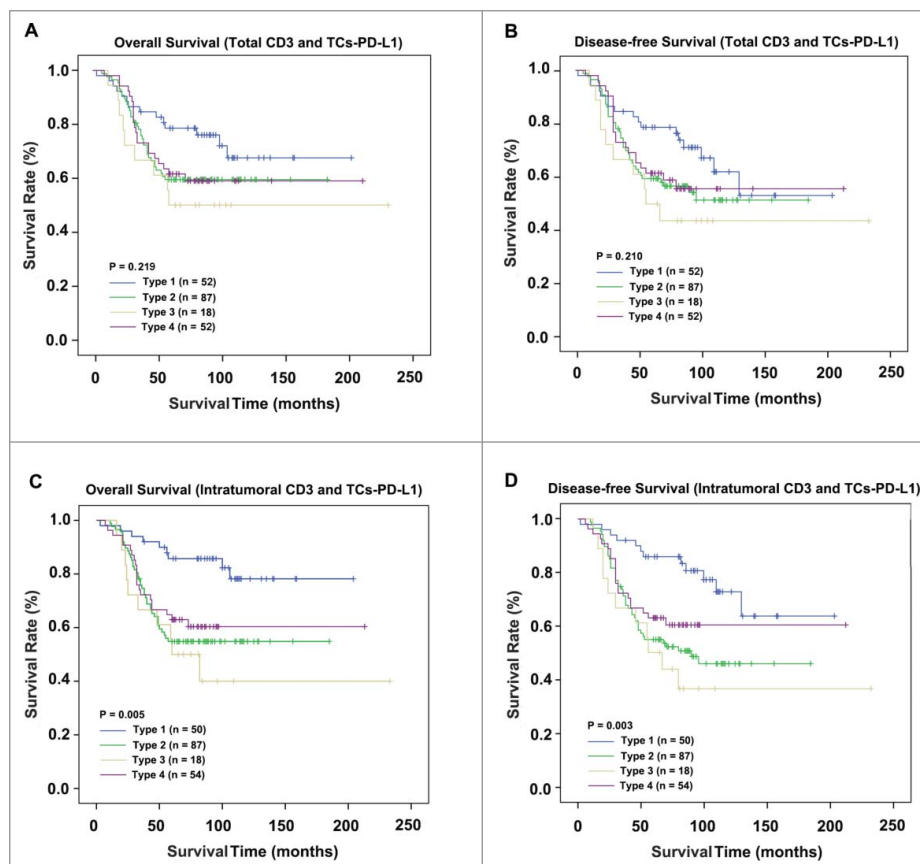 A
Overall Survival (Total CD3 and TCs-PD-L1)
Survival Rate (%)
1.0
0.8
0.6
0.4
0.2
0.0
P = 0.219
Type 1 (n = 52)
Type 2 (n = 87)
Type 3 (n = 18)
Type 4 (n = 52)
0 50 100 150 200 250
Survival Time (months)
B
Disease-free Survival (Total CD3 and TCs-PD-L1)
Survival Rate (%)
1.0
0.8
0.6
0.4
0.2
0.0
P = 0.210
Type 1 (n = 52)
Type 2 (n = 87)
Type 3 (n = 18)
Type 4 (n = 52)
0 50 100 150 200 250
Survival Time (months)
C
Overall Survival (Intratumoral CD3 and TCs-PD-L1)
Survival Rate (%)
1.0
0.8
0.6
0.4
0.2
0.0
P = 0.005
Type 1 (n = 50)
Type 2 (n = 87)
Type 3 (n = 18)
Type 4 (n = 54)
0 50 100 150 200 250
Survival Time (months)
D
Disease-free Survival (Intratumoral CD3 and TCs-PD-L1)
Survival Rate (%)
1.0
0.8
0.6
0.4
0.2
0.0
P = 0.003
Type 1 (n = 50)
Type 2 (n = 87)
Type 3 (n = 18)
Type 4 (n = 54)
0 50 100 150 200 250
Survival Time (months)